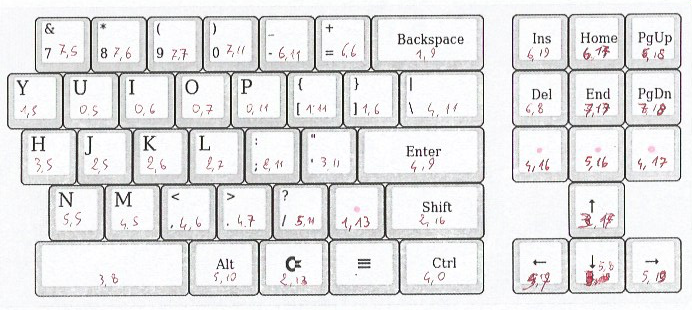 & * ( ) _ + Backspace Ins Home PgUp
7 7,5 8 7,6 9 7,7 0 7,11 - 6,11 = 6,6 1,9 6,19 6,17 6,18
Y U I O P { } | Del End PgDn
1,5 0,5 0,6 0,7 0,11 [ 1,11 ] 1,6 \ 4,11 6,8 7,17 7,18
H J K L : " Enter
3,5 2,5 2,6 2,7 ; 2,11 ' 3,11 4,9 4,16 5,16 4,17
N M < > ? Shift ↑
5,5 4,5 , 4,6 . 4,7 / 5,11 1,13 2,16
Alt ≡ Ctrl ← ↓ →
3,8 5,10 2,13 4,0 5,8 5,19